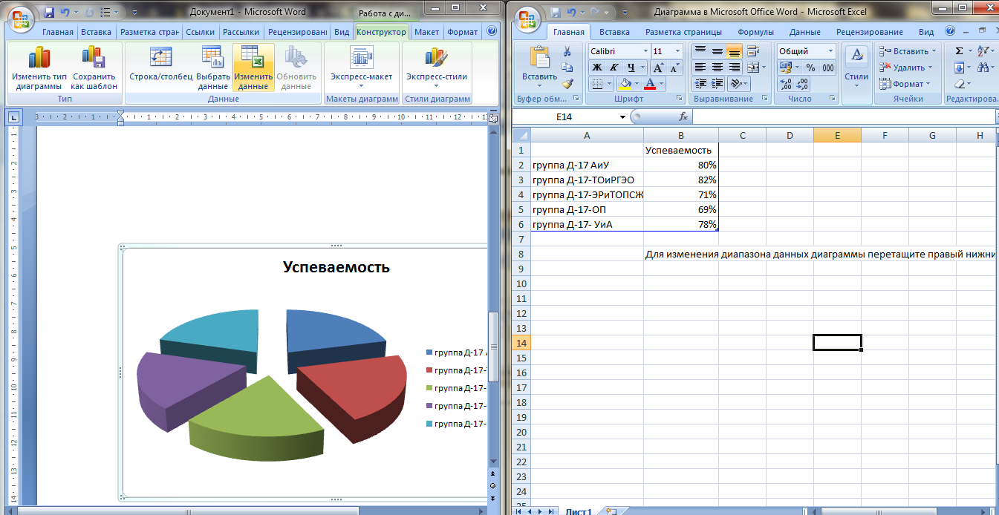 Документ1 - Microsoft Word
Работа с ди...
Главная Вставка Разметка стран Ссылки Рассылки Рецензировани Вид Конструктор Макет Формат
Изменить тип диаграммы
Сохранить как шаблон
Строка/столбец
Выбрать данные
Изменить данные
Обновить данные
Экспресс-макет
Экспресс-стили
Тип Данные Макеты диаграмм Стили диаграмм
Успеваемость
группа Д-17
группа Д-17-
группа Д-17-
группа Д-17-
группа Д-17-
Диаграмма в Microsoft Office Word - Microsoft Excel
Главная Вставка Разметка страницы Формулы Данные Рецензирование Вид
Вставить
Calibri 11
Ж К Ч
Общий
% 000
Стили
Вставить
Удалить
Формат
Буфер обм... Шрифт Выравнивание Число Ячейки Редактирова
E14
fx
A B C D E F G H
1 Успеваемость
2 группа Д-17 АиУ 80%
3 группа Д-17-ТОиРГЭО 82%
4 группа Д-17-ЭРиТОПСЖ 71%
5 группа Д-17-ОП 69%
6 группа Д-17- УиА 78%
7
8 Для изменения диапазона данных диаграммы перетащите правый нижни
9
10
11
12
13
14
15
16
17
18
19
20
21
22
23
24
25
Лист1